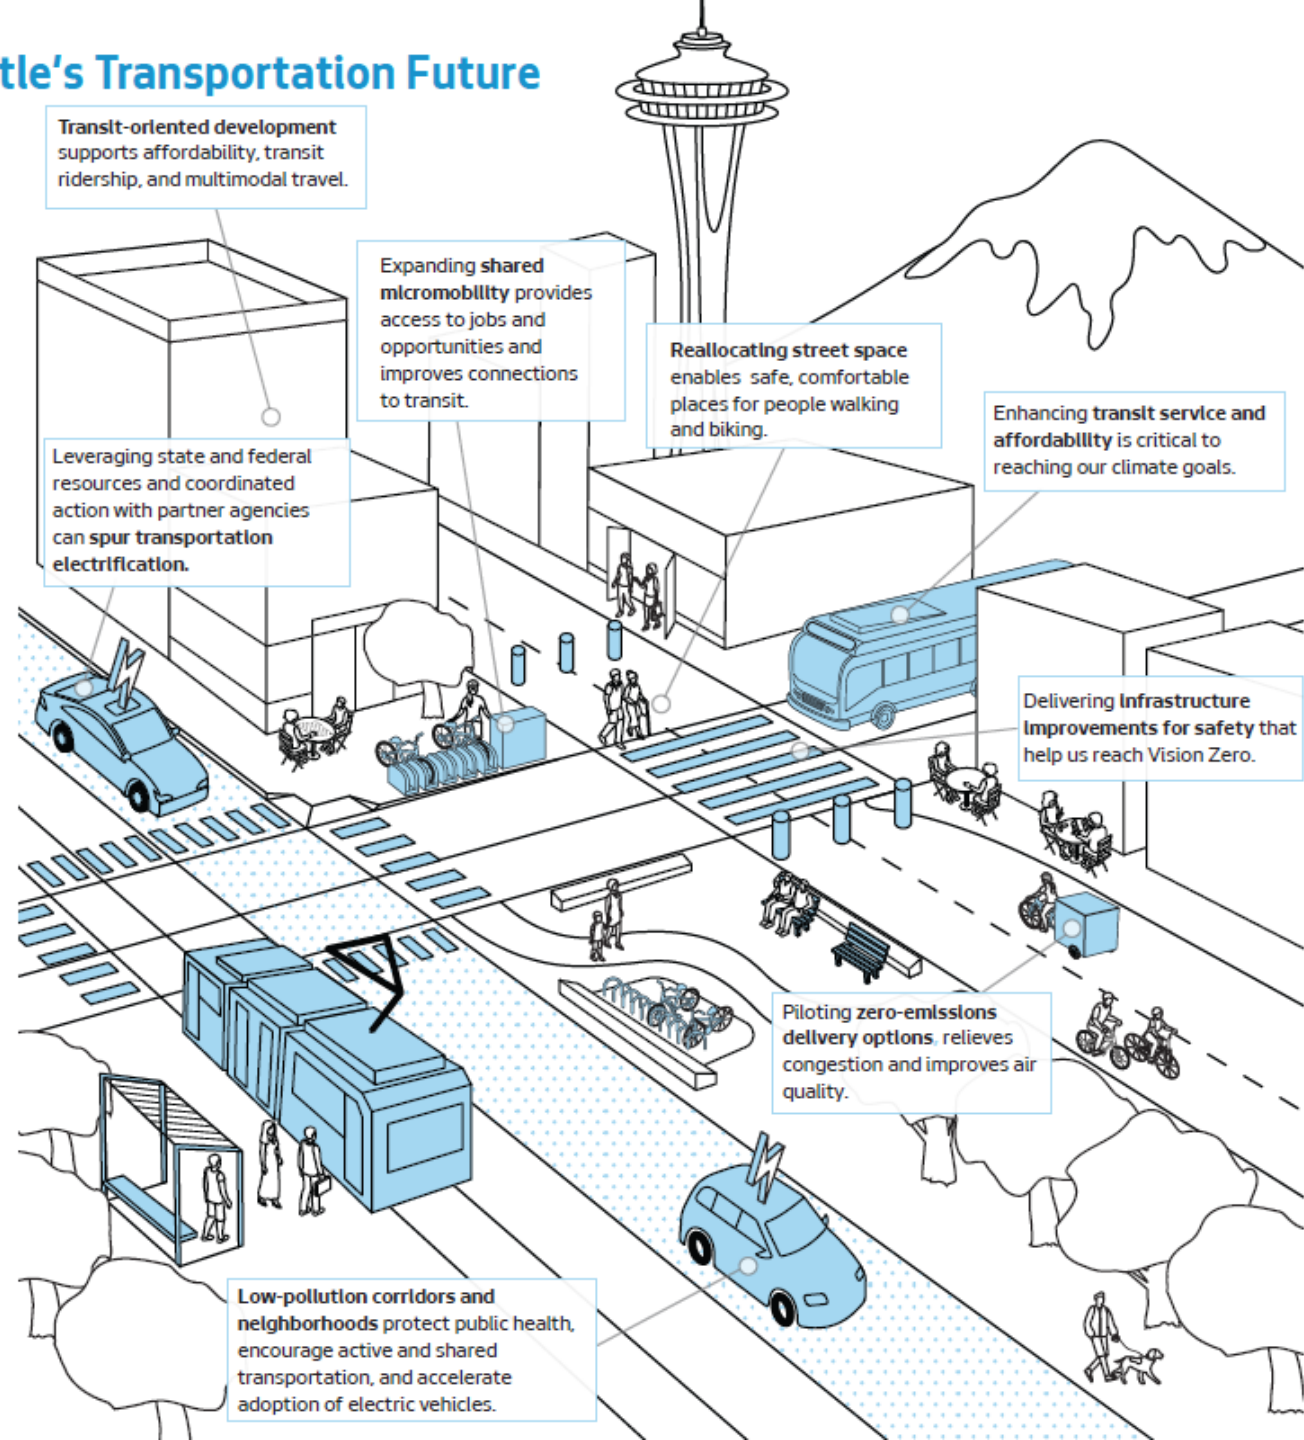 tle's Transportation Future
Transit-oriented development
supports affordability, transit
ridership, and multimodal travel.
Expanding shared
micromobility provides
access to jobs and
opportunities and
improves connections
to transit.
Reallocating street space
enables safe, comfortable
places for people walking
and biking.
Enhancing transit service and
affordability is critical to
reaching our climate goals.
Leveraging state and federal
resources and coordinated
action with partner agencies
can spur transportation
electrification.
Delivering infrastructure
improvements for safety that
help us reach Vision Zero.
Piloting zero-emissions
delivery options, relieves
congestion and improves air
quality.
Low-pollution corridors and
neighborhoods protect public health,
encourage active and shared
transportation, and accelerate
adoption of electric vehicles.